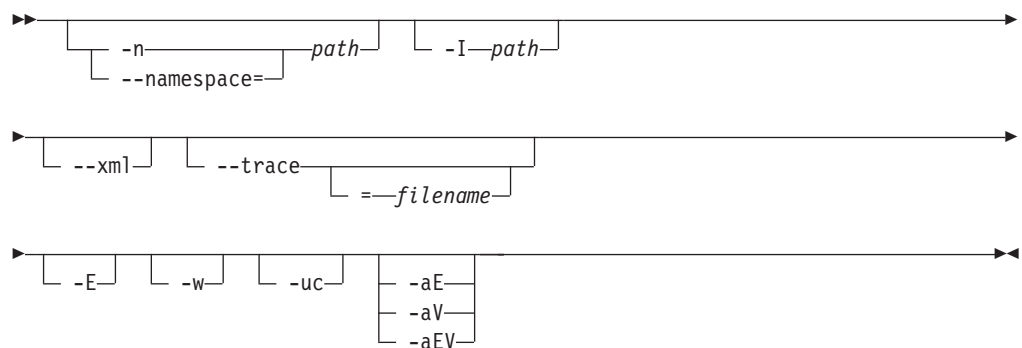 -n path -I path
--namespace=
--xml --trace
= filename
-E -w -uc -aE
-aV
-aEV